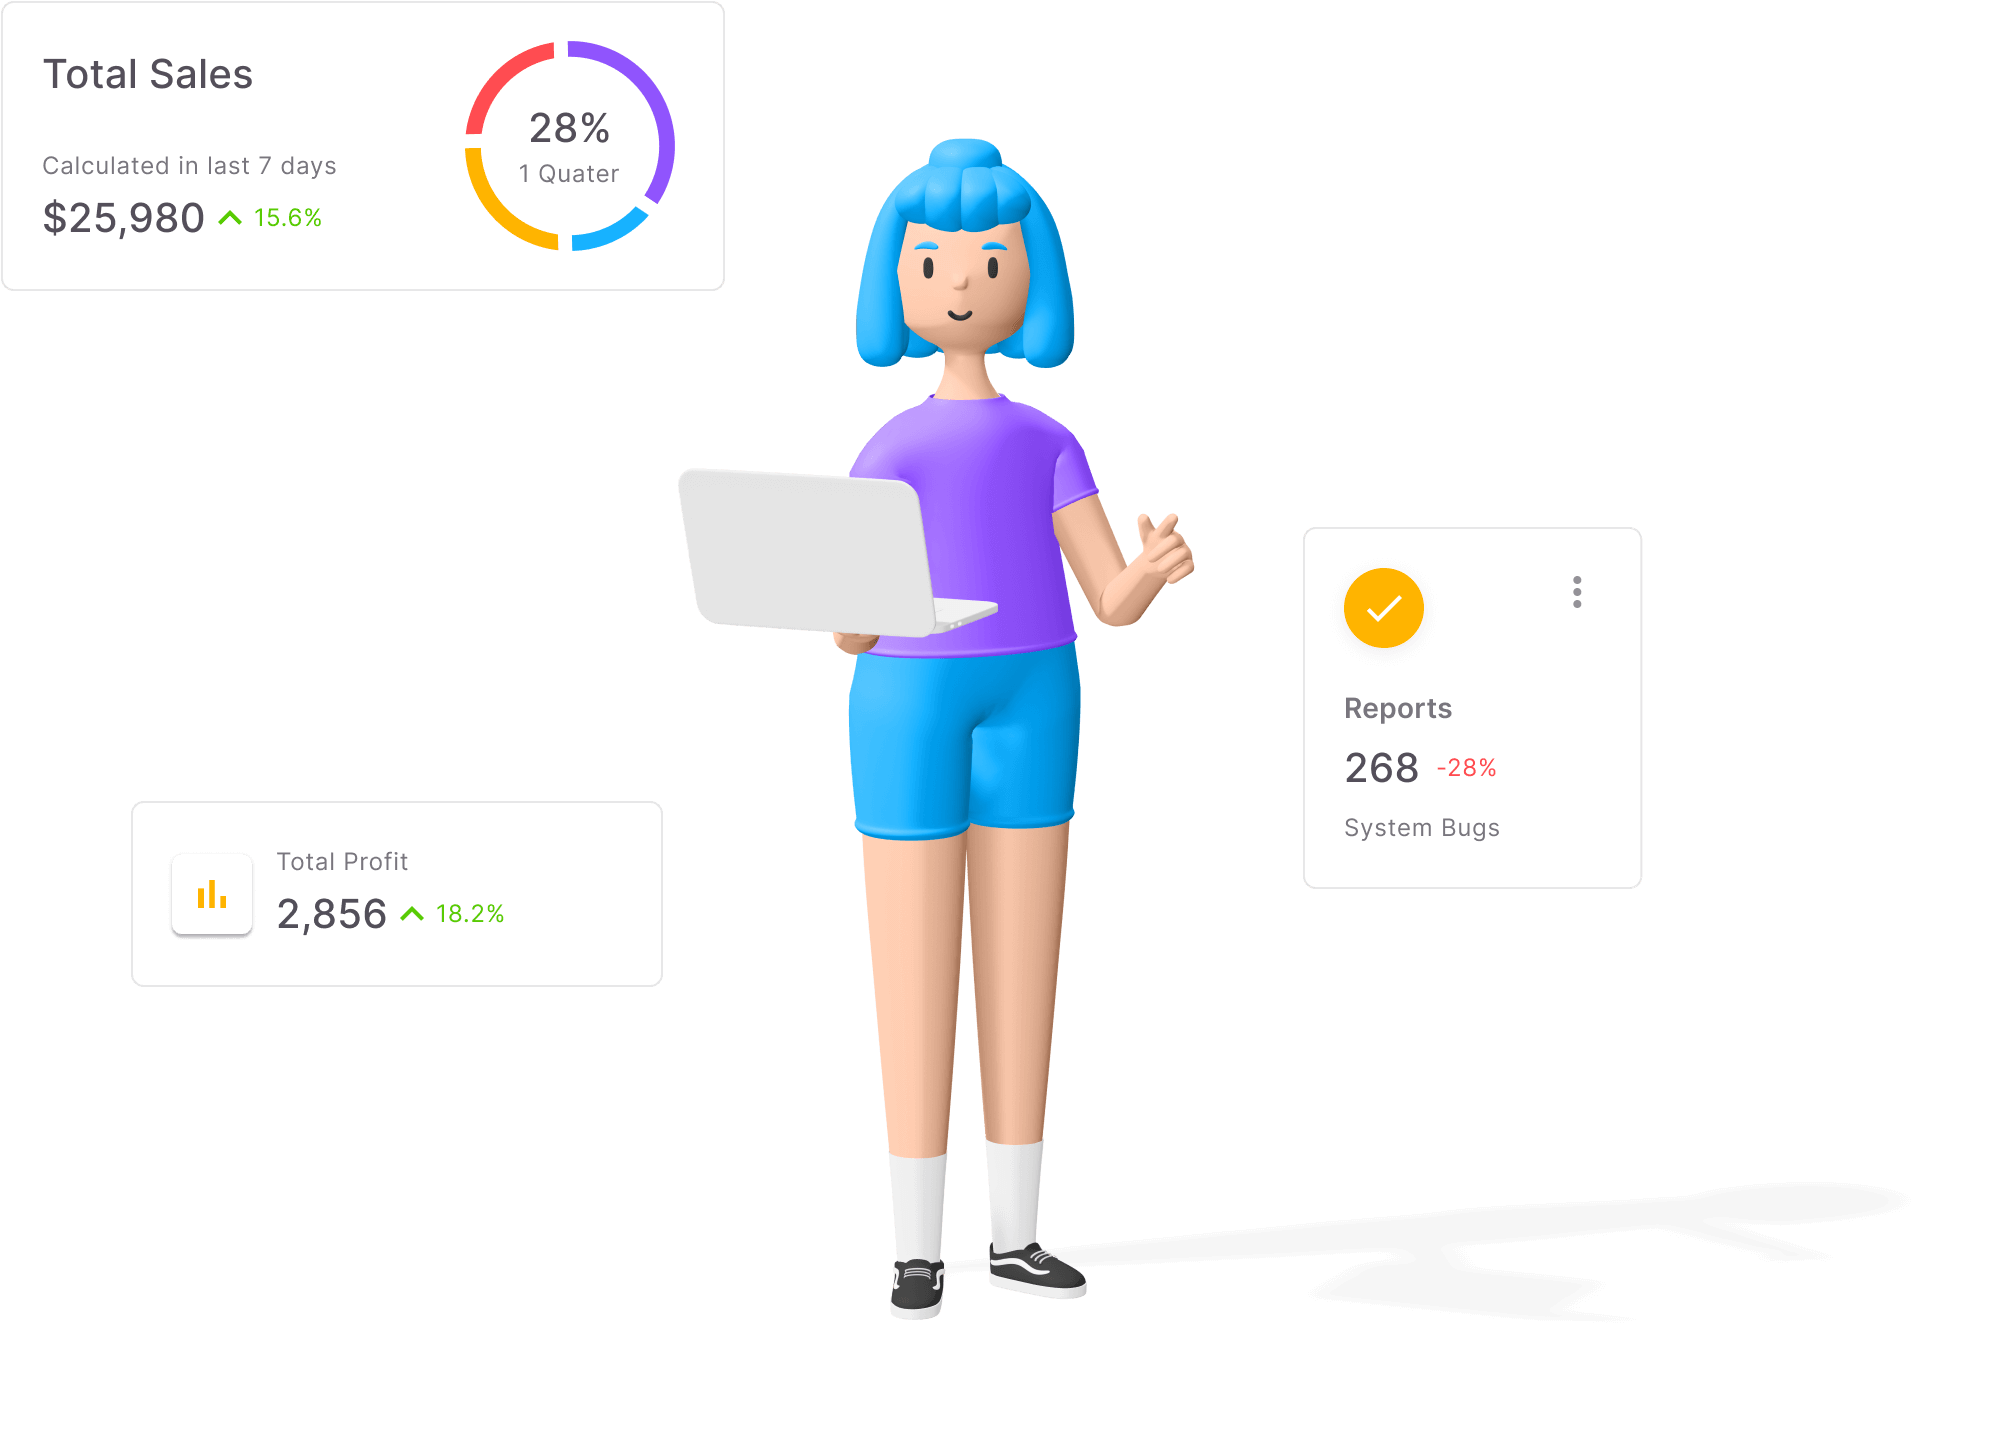 Total Sales
Calculated in last 7 days
$25,980 15.6%
28%
1 Quater
Reports
268 -28%
System Bugs
Total Profit
2,856 18.2%